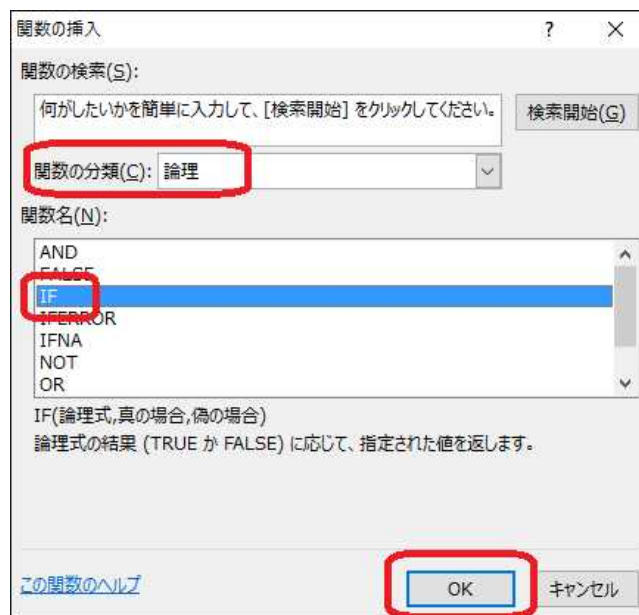 関数の挿入
?
×
関数の検索(S):
何がしたいかを簡単に入力して、[検索開始] をクリックしてください。
検索開始(G)
関数の分類(C): 論理
関数名(N):
AND
FALSE
IF
IFERROR
IFNA
NOT
OR
IF(論理式,真の場合,偽の場合)
論理式の結果 (TRUE か FALSE) に応じて、指定された値を返します。
この関数のヘルプ
OK
キャンセル